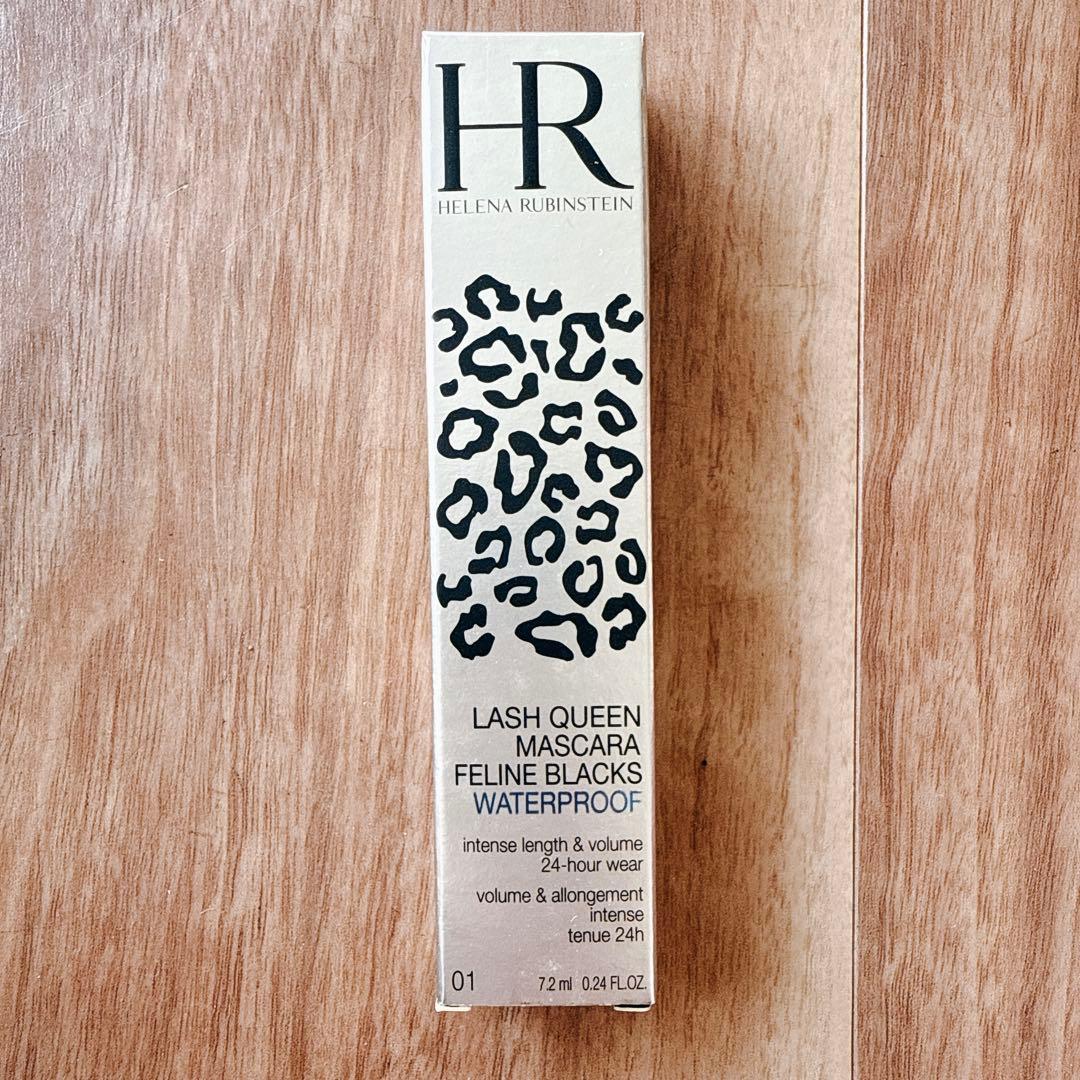 HR
HELENA RUBINSTEIN
LASH QUEEN
MASCARA
FELINE BLACKS
WATERPROOF
intense length & volume
24-hour wear
volume & allongement
intense
tenue 24h
01 7.2 ml 0.24 FL.OZ.